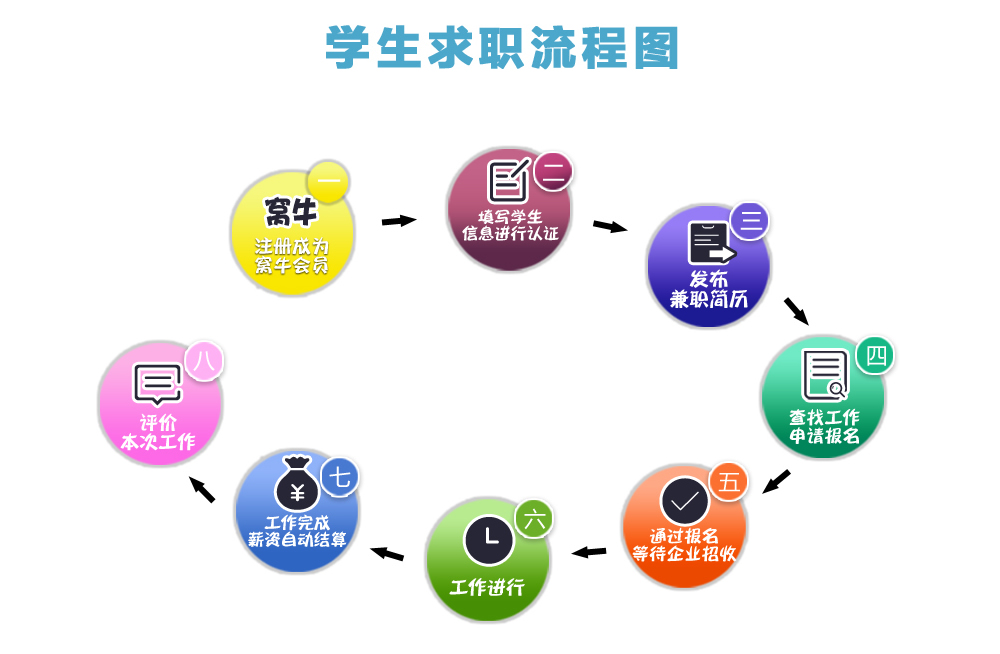 学生求职流程图
一
窝牛
注册成为
窝牛会员
二
填写学生
信息进行认证
三
发布
兼职简历
四
查找工作
申请报名
五
通过报名
等待企业招收
六
工作进行
七
¥
工作完成
薪资自动结算
八
评价
本次工作